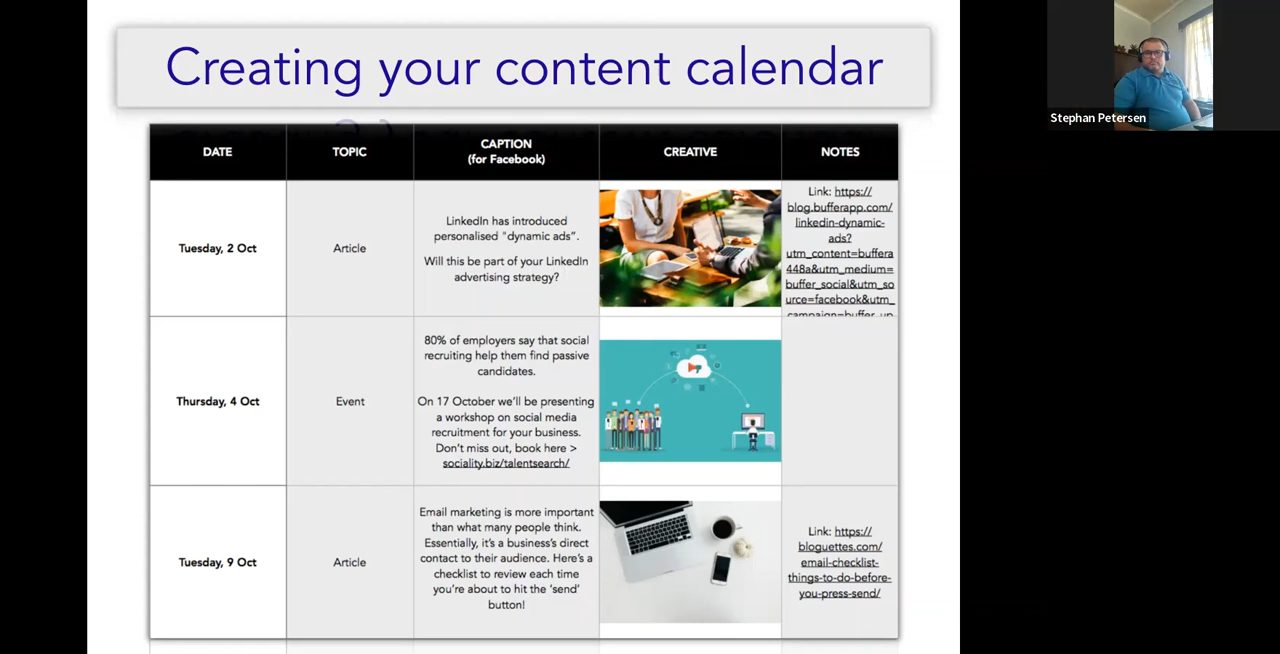 Creating your content calendar
Stephan Petersen
DATE
TOPIC
CAPTION
(for Facebook)
CREATIVE
NOTES
Tuesday, 2 Oct
Article
LinkedIn has introduced
personalised "dynamic ads”.
Will this be part of your LinkedIn
advertising strategy?
Link: https://
blog.bufferapp.com/
linkedin-dynamic-
ads?
utm_content=buffera
448a&utm_medium=
buffer_social&utm_so
urce=facebook&utm_
campaign=buffer_up
Thursday, 4 Oct
Event
80% of employers say that social
recruiting help them find passive
candidates.
On 17 October we’ll be presenting
a workshop on social media
recruitment for your business.
Don’t miss out, book here >
sociality.biz/talentsearch/
Tuesday, 9 Oct
Article
Email marketing is more important
than what many people think.
Essentially, it’s a business’s direct
contact to their audience. Here’s a
checklist to review each time
you’re about to hit the ‘send’
button!
Link: https://
bloguettes.com/
email-checklist-
things-to-do-before-
you-press-send/